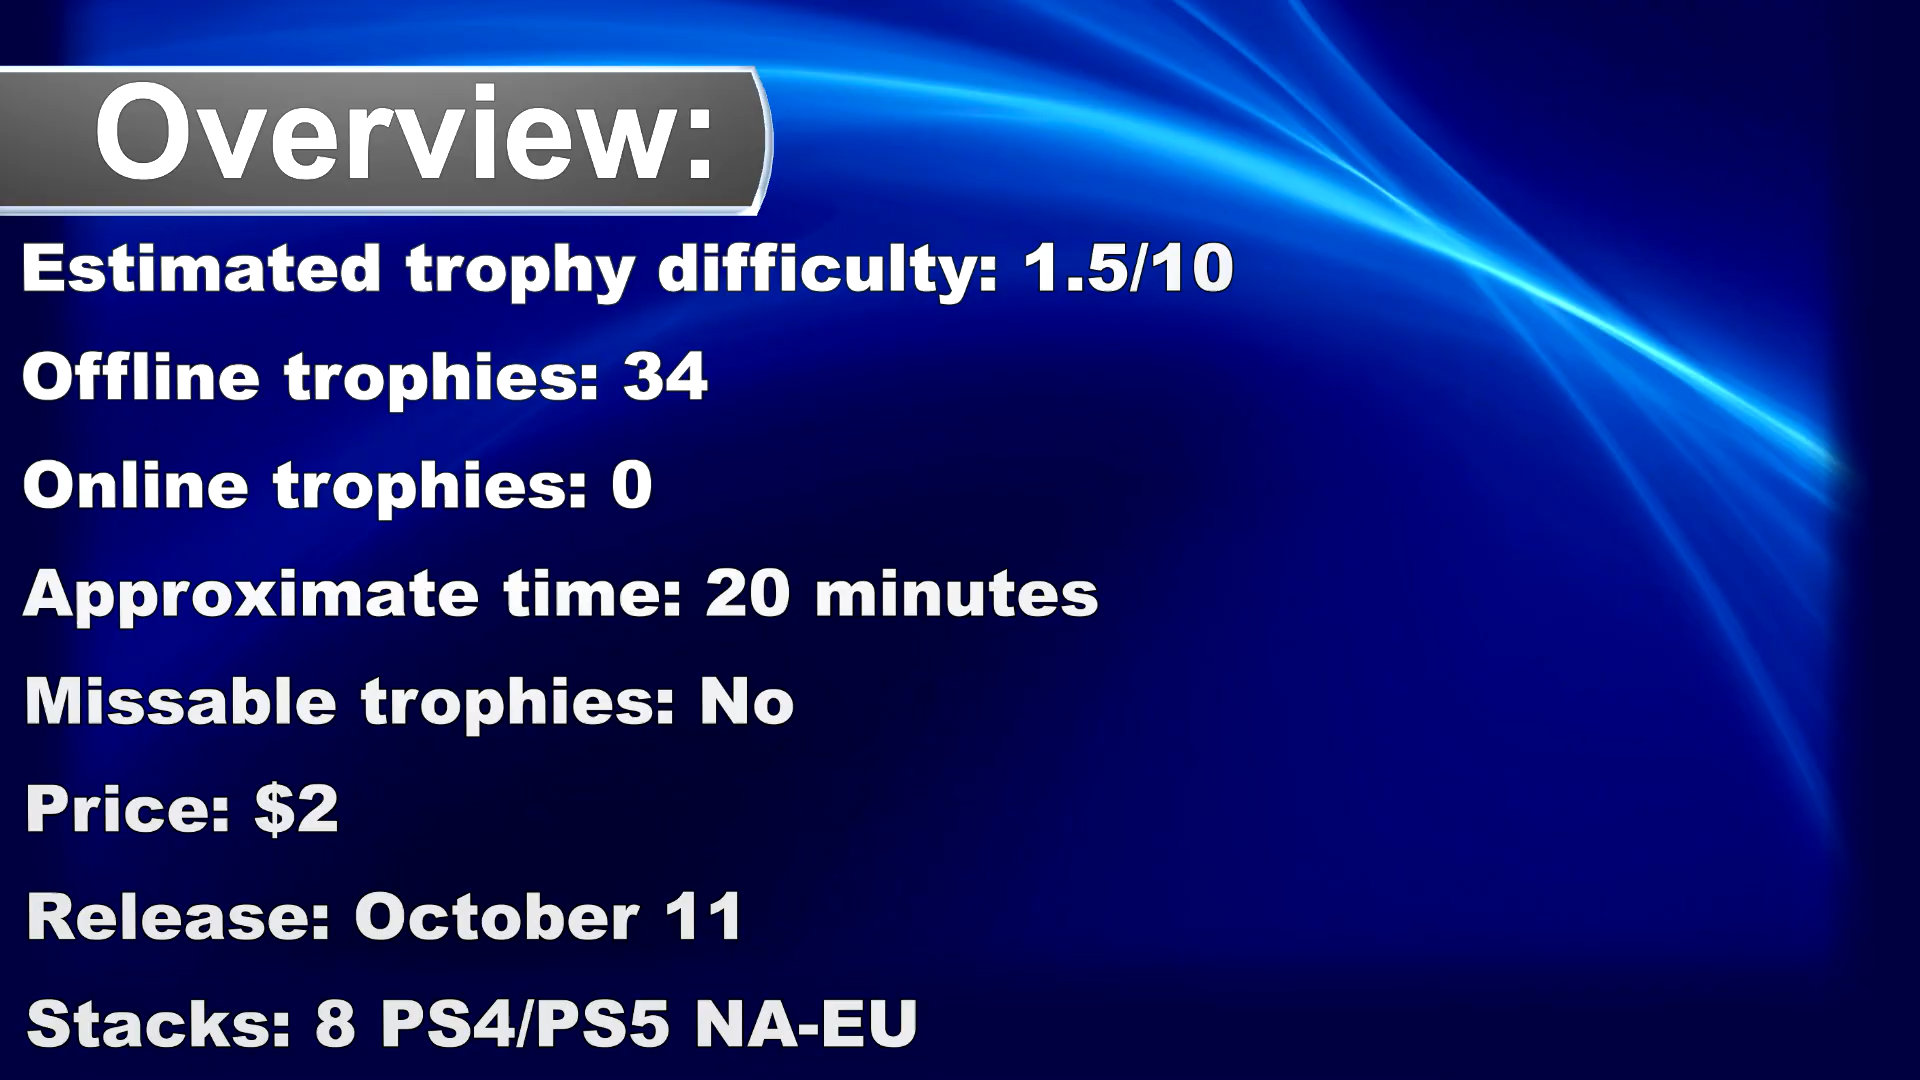 Overview:
Estimated trophy difficulty: 1.5/10
Offline trophies: 34
Online trophies: 0
Approximate time: 20 minutes
Missable trophies: No
Price: $2
Release: October 11
Stacks: 8 PS4/PS5 NA-EU